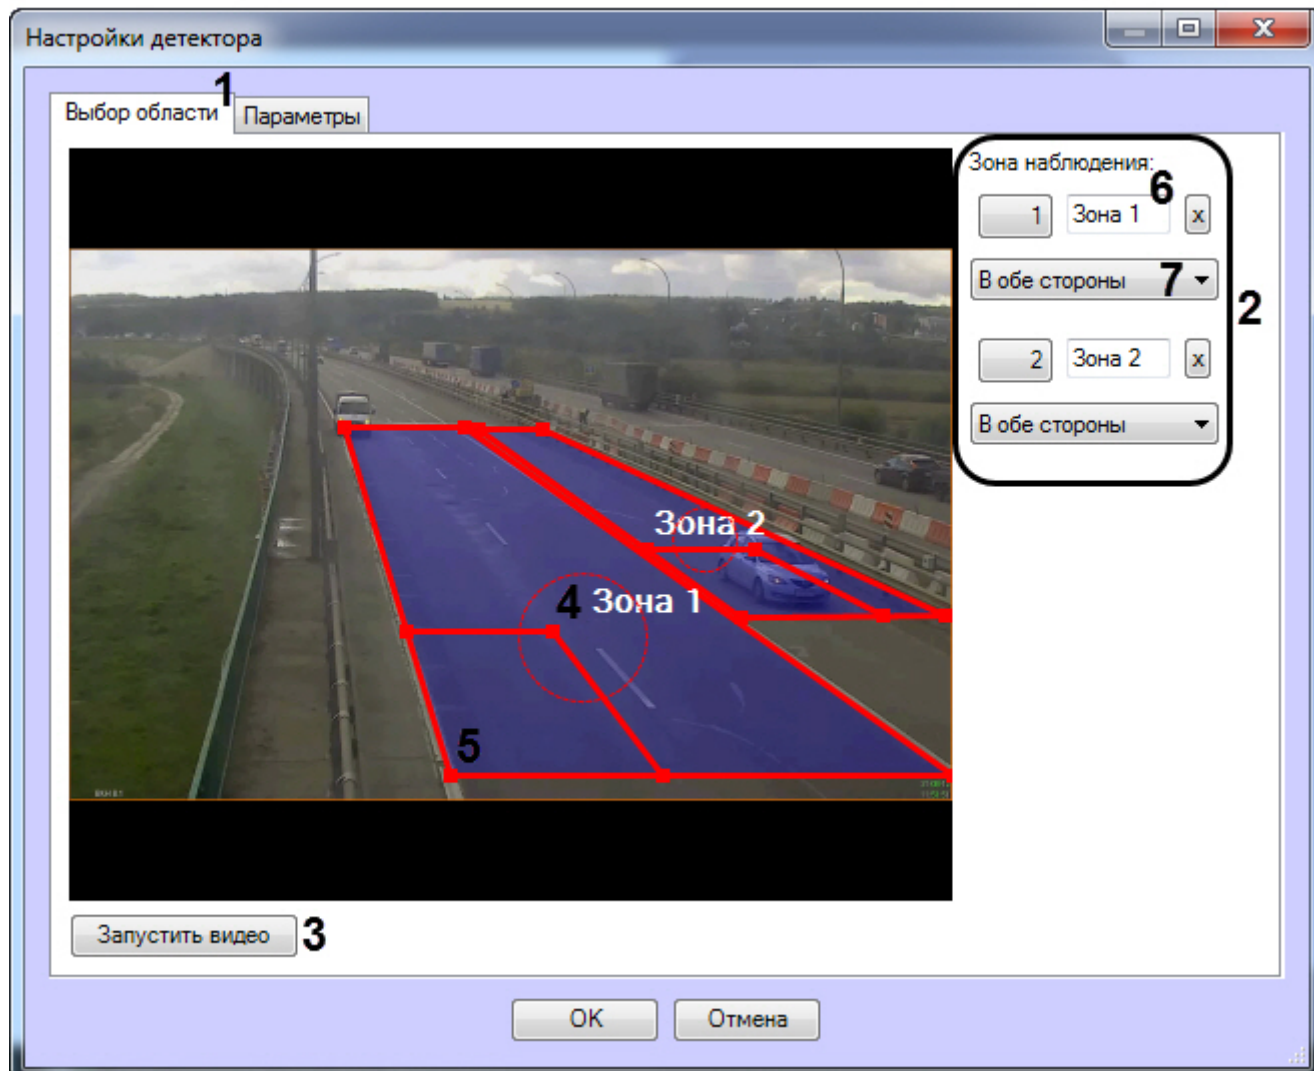 Настройки детектора
1
Выбор области
Параметры
Зона наблюдения:
6
1
Зона 1
x
В обе стороны
7
2
2
Зона 2
x
В обе стороны
Зона 2
4
Зона 1
5
Запустить видео
3
OK
Отмена